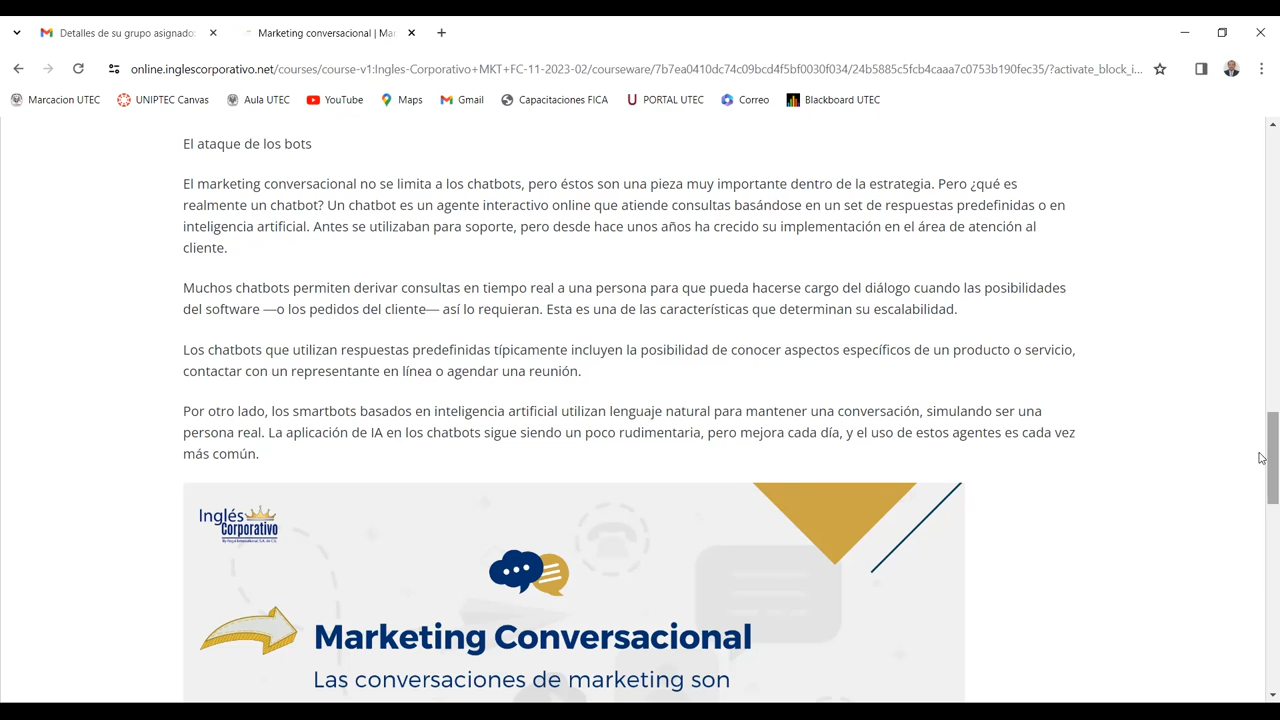 Detalles de su grupo asignado:
Marketing conversacional | Ma
online.inglescorporativo.net/courses/course-v1:Ingles-Corporativo+MKT+FC-11-2023-02/courseware/7b7ea0410dc74c09bcd4f5bf0030f034/24b5885c5fcb4caaa7c0753b190fec35/?activate_block_i...
Marcacion UTEC
UNIPTEC Canvas
Aula UTEC
YouTube
Maps
Gmail
Capacitaciones FICA
PORTAL UTEC
Correo
Blackboard UTEC
El ataque de los bots
El marketing conversacional no se limita a los chatbots, pero éstos son una pieza muy importante dentro de la estrategia. Pero ¿qué es
realmente un chatbot? Un chatbot es un agente interactivo online que atiende consultas basándose en un set de respuestas predefinidas o en
inteligencia artificial. Antes se utilizaban para soporte, pero desde hace unos años ha crecido su implementación en el área de atención al
cliente.
Muchos chatbots permiten derivar consultas en tiempo real a una persona para que pueda hacerse cargo del diálogo cuando las posibilidades
del software —o los pedidos del cliente— así lo requieran. Esta es una de las características que determinan su escalabilidad.
Los chatbots que utilizan respuestas predefinidas típicamente incluyen la posibilidad de conocer aspectos específicos de un producto o servicio,
contactar con un representante en línea o agendar una reunión.
Por otro lado, los smartbots basados en inteligencia artificial utilizan lenguaje natural para mantener una conversación, simulando ser una
persona real. La aplicación de IA en los chatbots sigue siendo un poco rudimentaria, pero mejora cada día, y el uso de estos agentes es cada vez
más común.
Inglés
Corporativo
Marketing Conversacional
Las conversaciones de marketing son